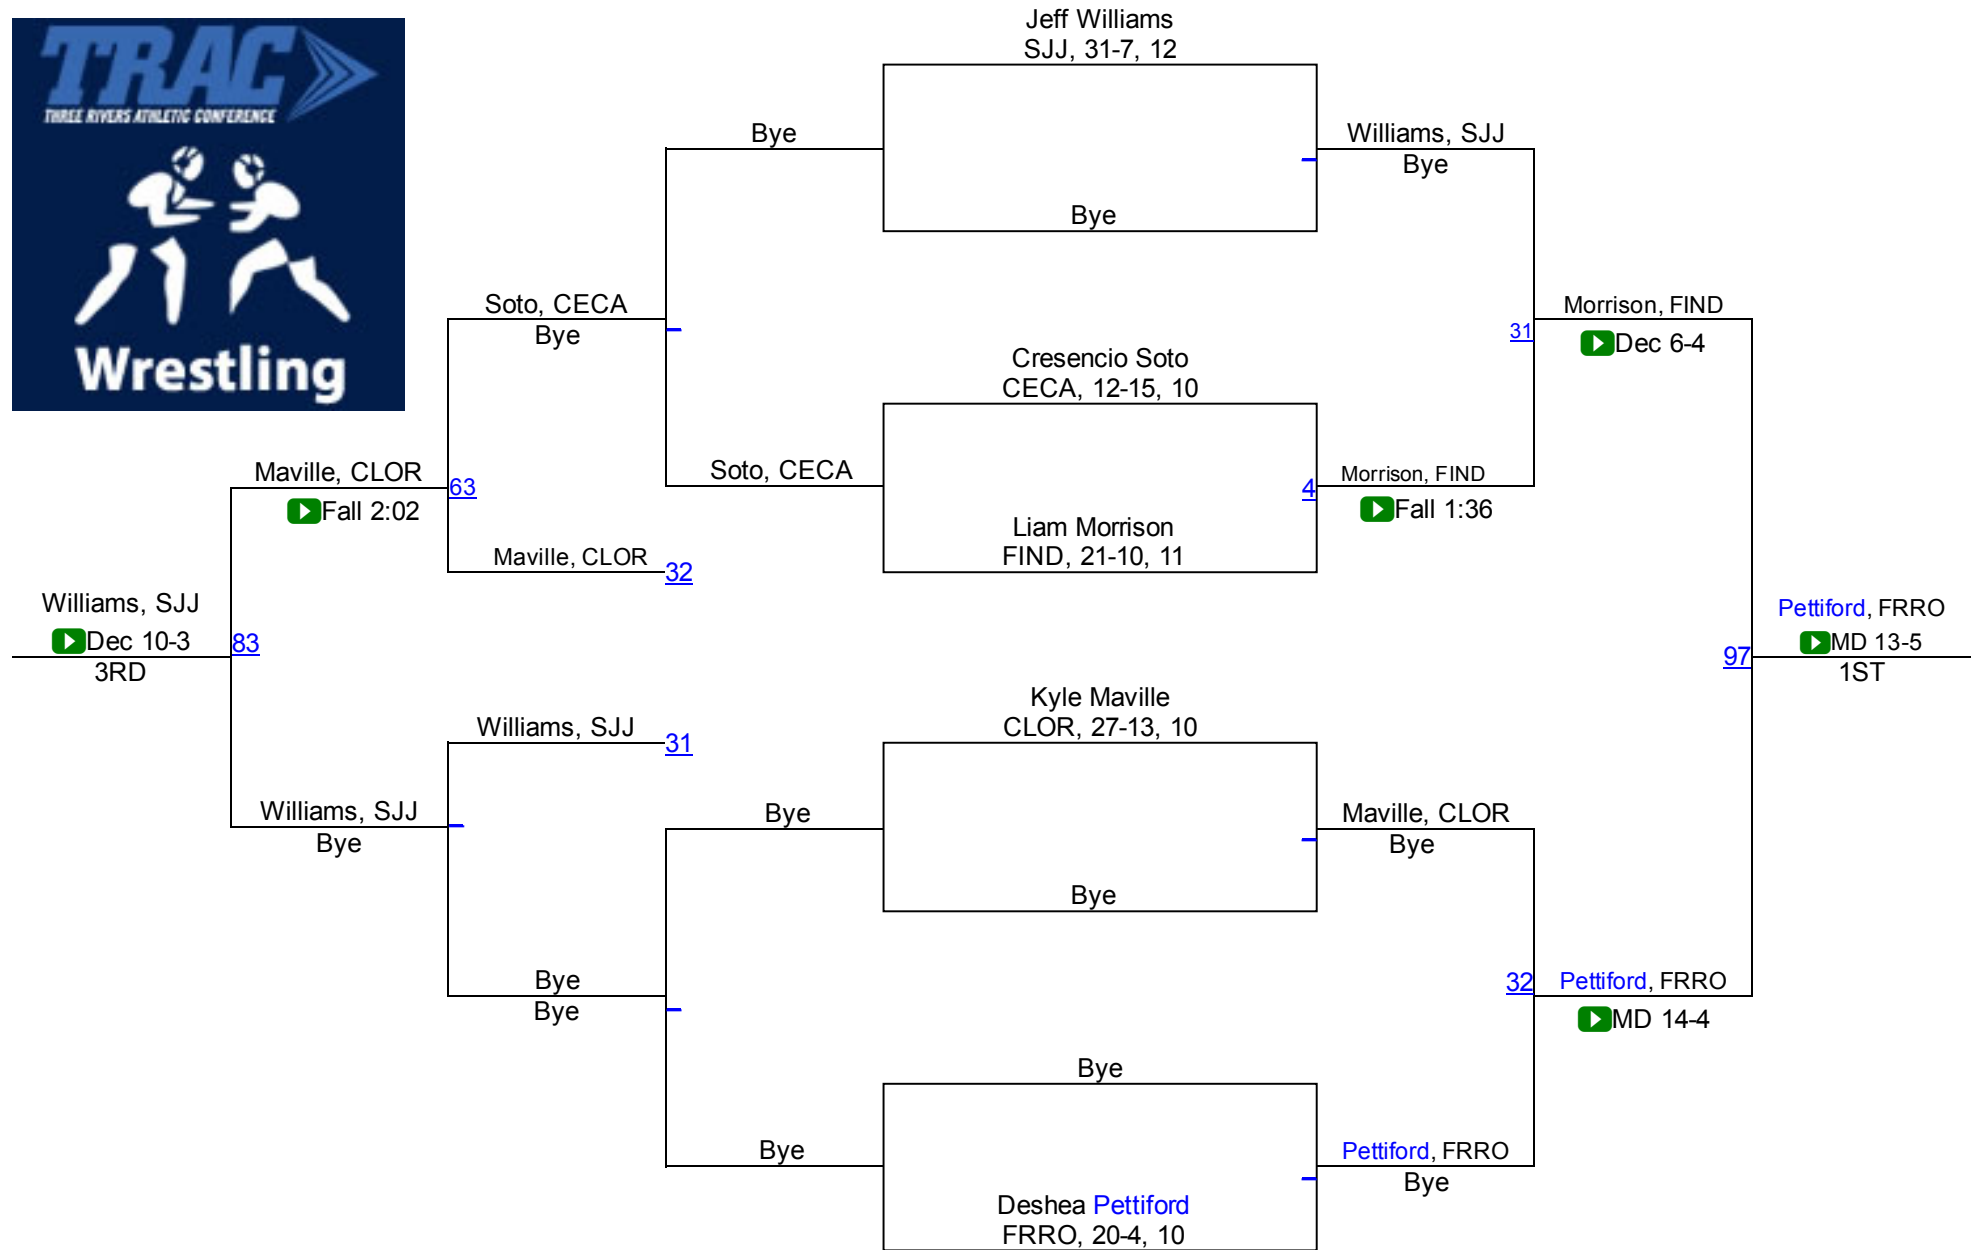 TRAC
THREE RIVERS ATHLETIC CONFERENCE
Wrestling
Jeff Williams
SJJ, 31-7, 12
Bye
Williams, SJJ
Bye
Bye
Soto, CECA
Bye
31
Morrison, FIND
Dec 6-4
Cresencio Soto
CECA, 12-15, 10
Maville, CLOR
63
Fall 2:02
Soto, CECA
4
Morrison, FIND
Fall 1:36
Liam Morrison
FIND, 21-10, 11
Maville, CLOR
32
Williams, SJJ
Dec 10-3
3RD
83
Pettiford, FRRO
MD 13-5
1ST
97
Kyle Maville
CLOR, 27-13, 10
Williams, SJJ
31
Williams, SJJ
Bye
Bye
Maville, CLOR
Bye
Bye
Bye
Bye
32
Pettiford, FRRO
MD 14-4
Bye
Bye
Pettiford, FRRO
Bye
Deshea Pettiford
FRRO, 20-4, 10